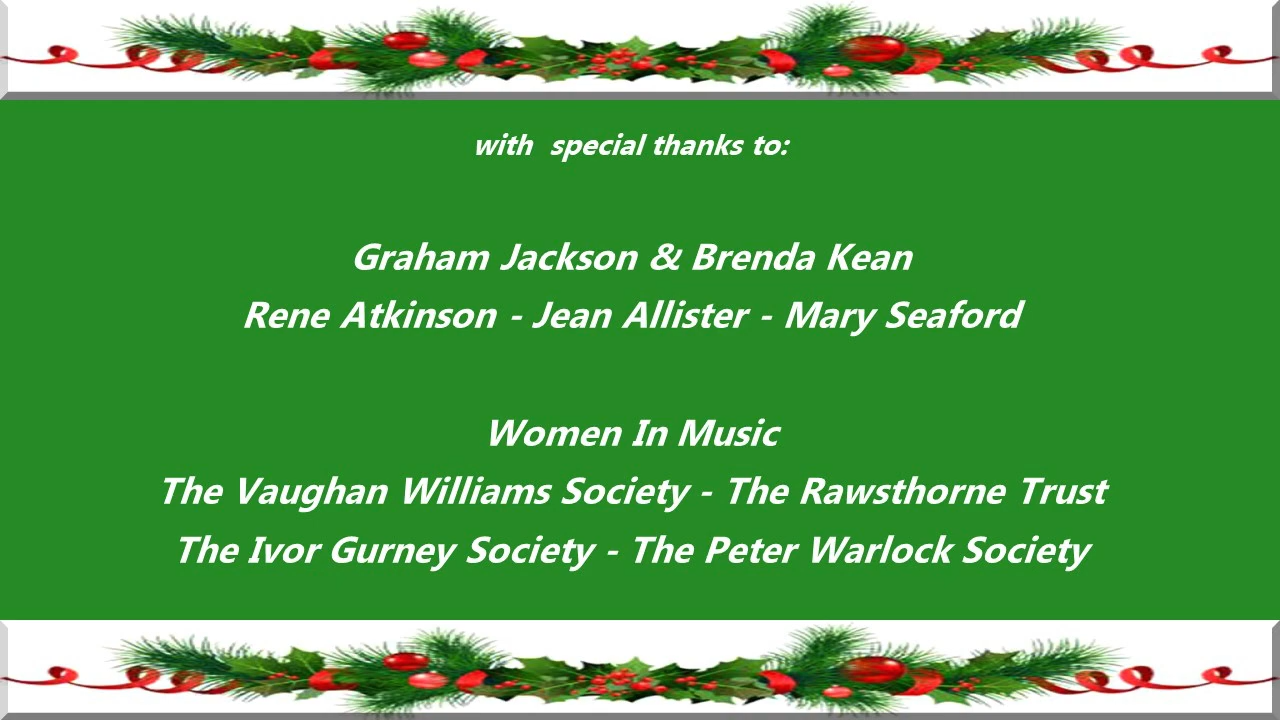 with special thanks to:
Graham Jackson & Brenda Kean
Rene Atkinson - Jean Allister - Mary Seaford
Women In Music
The Vaughan Williams Society - The Rawsthorne Trust
The Ivor Gurney Society - The Peter Warlock Society